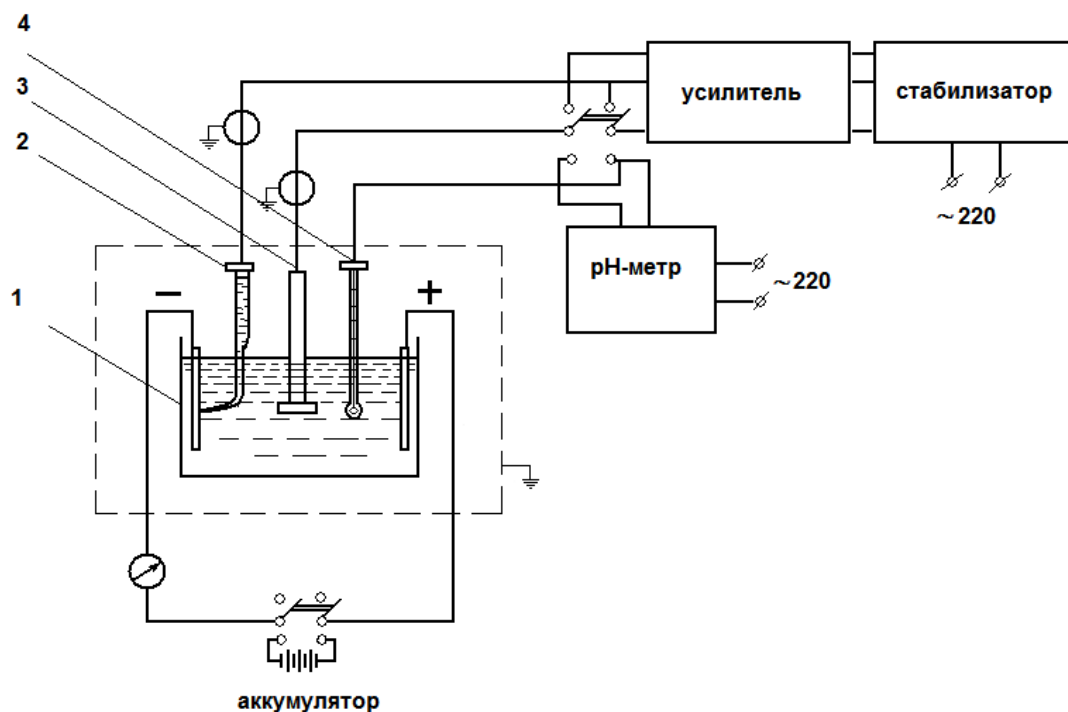 4
3
2
1
усилитель
стабилизатор
~220
рН-метр
~220
−
+
аккумулятор